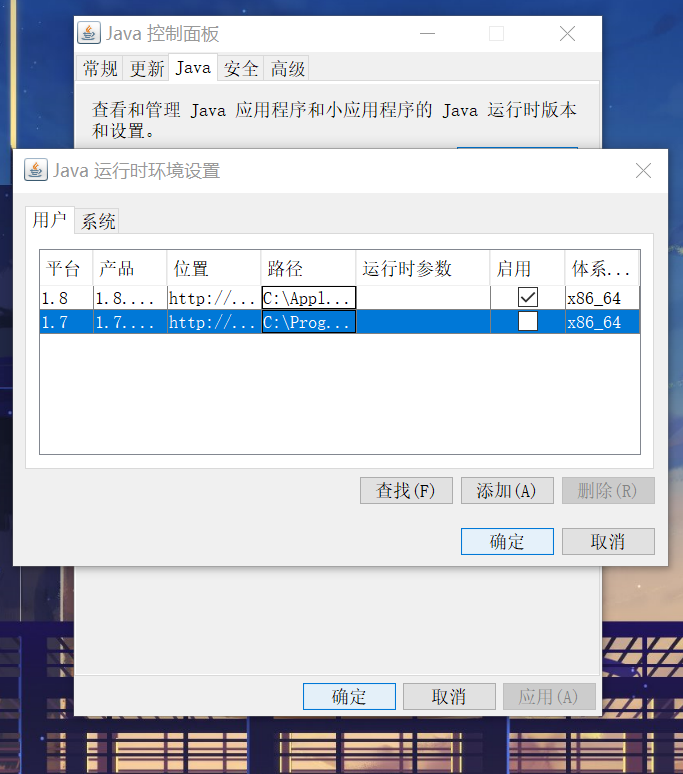 Java 控制面板
常规 更新 Java 安全 高级
查看和管理 Java 应用程序和小应用程序的 Java 运行时版本
和设置。
Java 运行时环境设置
用户 系统
平台 产品 位置 路径 运行时参数 启用 体系...
1.8 1.8.... http://... C:\Appl... x86_64
1.7 1.7.... http://... C:\Prog... x86_64
查找(F) 添加(A) 删除(R)
确定 取消
确定 取消 应用(A)